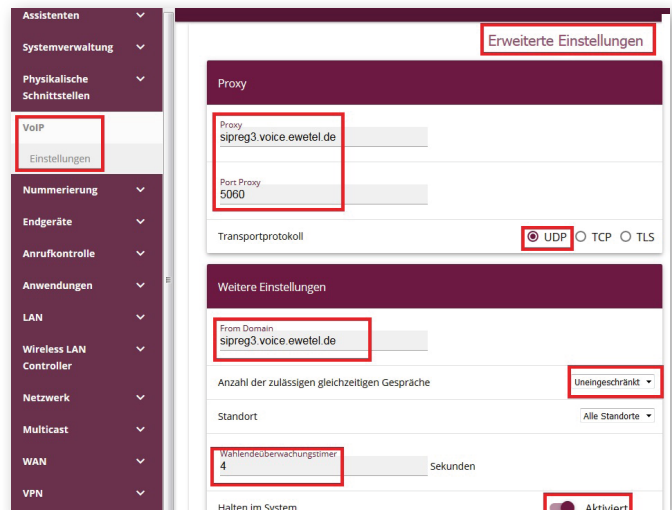 Assistenten
Systemverwaltung
Physikalische
Schnittstellen
VoIP
Einstellungen
Nummerierung
Endgeräte
Anrufkontrolle
Anwendungen
LAN
Wireless LAN
Controller
Netzwerk
Multicast
WAN
VPN
Erweiterte Einstellungen
Proxy
Proxy
sipreg3.voice.ewetel.de
Port Proxy
5060
Transportprotokoll UDP TCP TLS
Weitere Einstellungen
From Domain
sipreg3.voice.ewetel.de
Anzahl der zulässigen gleichzeitigen Gespräche Uneingeschränkt
Standort Alle Standorte
Wahlendeüberwachungstimer
4 Sekunden
Halten im System Aktiviert